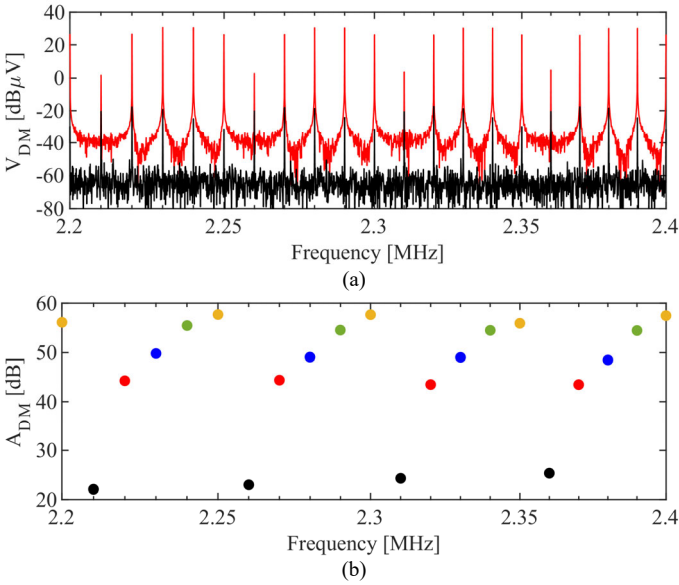 40
20
0
-20
-40
-60
-80
V_DM [dBμV]
2.2 2.25 2.3 2.35 2.4
Frequency [MHz]
(a)
60
50
40
30
20
A_DM [dB]
2.2 2.25 2.3 2.35 2.4
Frequency [MHz]
(b)